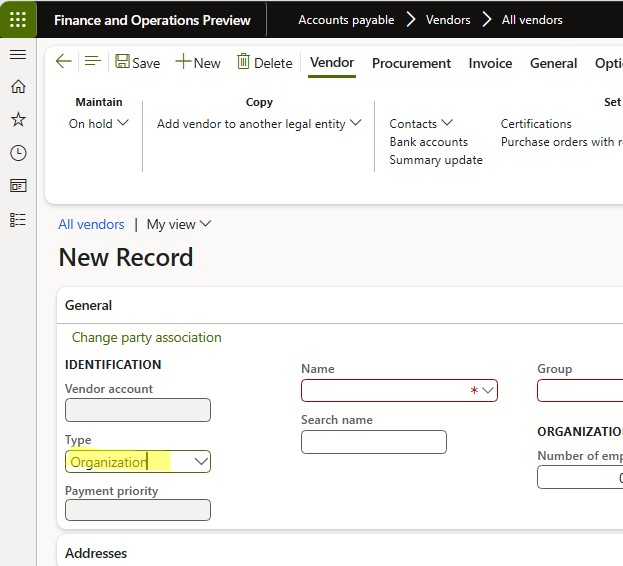 Finance and Operations Preview
Accounts payable > Vendors > All vendors
Save New Delete Vendor Procurement Invoice General Opti
Maintain Copy Set
On hold Add vendor to another legal entity Contacts Certifications
Bank accounts Purchase orders with r
Summary update
All vendors | My view
New Record
General
Change party association
IDENTIFICATION
Name
Group
Vendor account
*
Search name
Type
ORGANIZATIO
Organization
Number of emp
0
Payment priority
Addresses